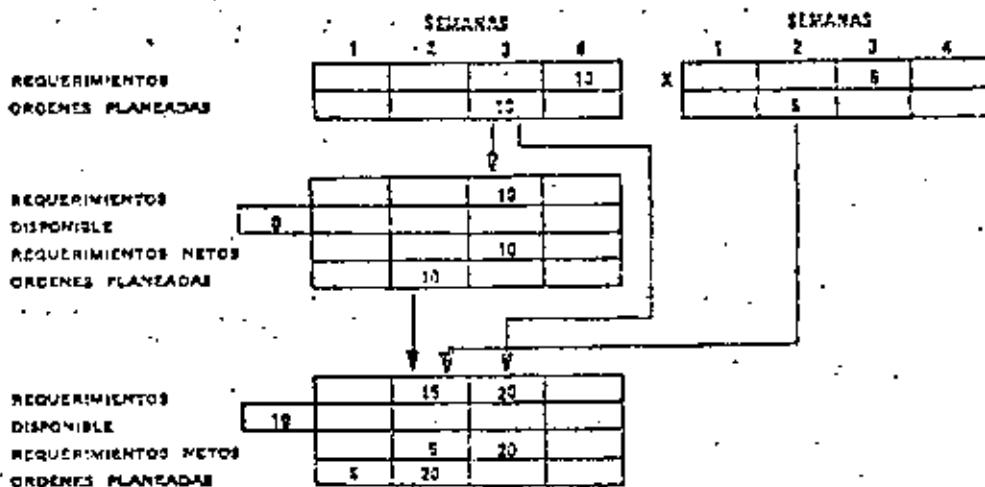 SEMANAS
1 2 3 4
REQUERIMIENTOS 10
ORDENES PLANEADAS 10
SEMANAS
1 2 3 4
X 5
5
REQUERIMIENTOS 10
DISPONIBLE 0
REQUERIMIENTOS NETOS 10
ORDENES PLANEADAS 10
REQUERIMIENTOS 15 20
DISPONIBLE 10
REQUERIMIENTOS NETOS 5 20
ORDENES PLANEADAS 5 20